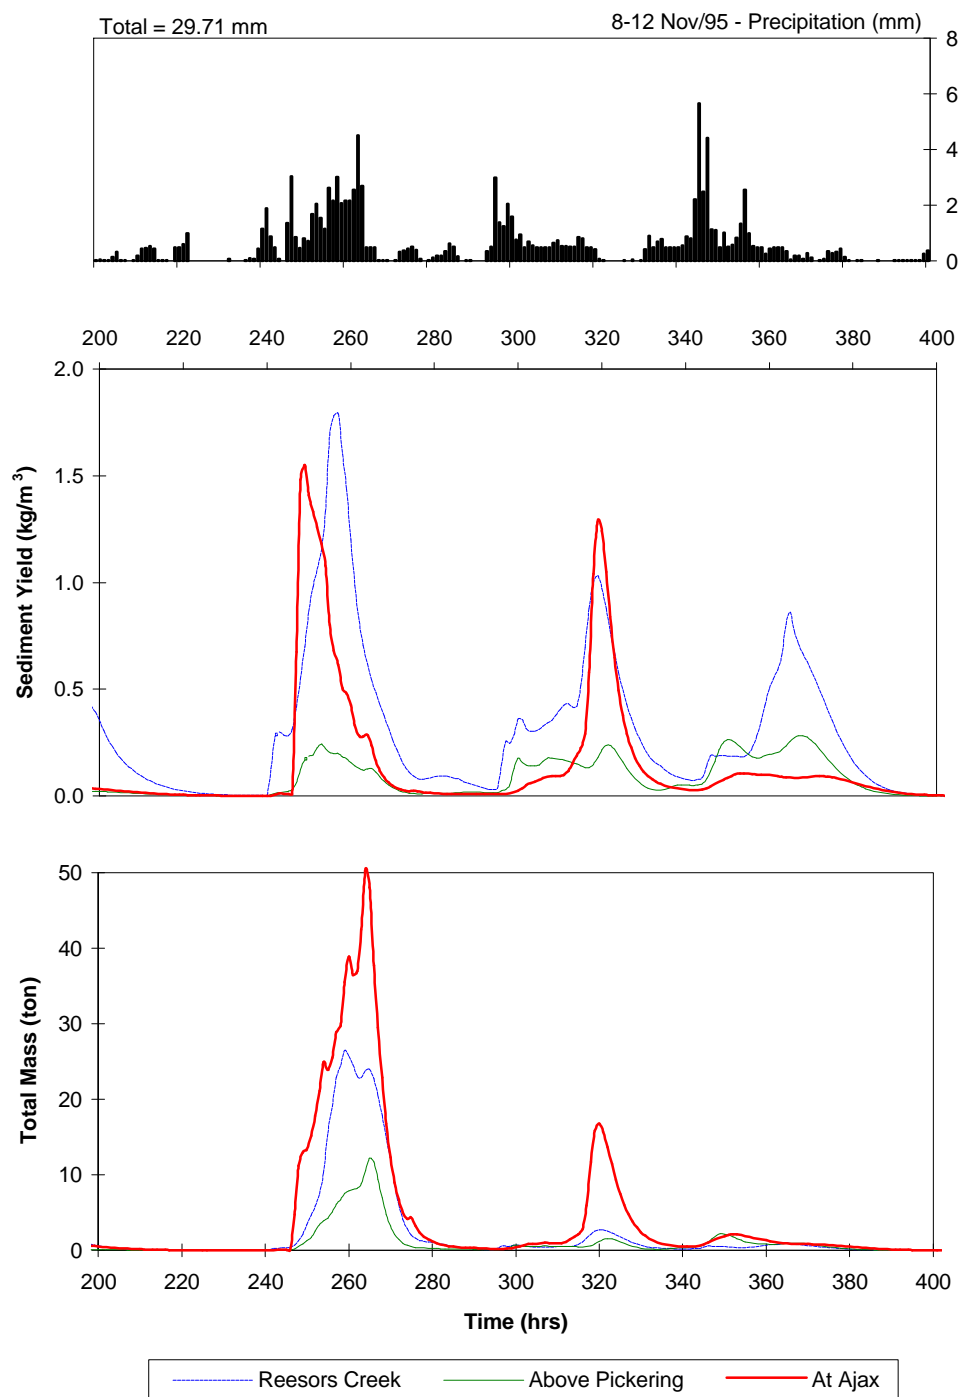 Total = 29.71 mm
8-12 Nov/95 - Precipitation (mm)
8
6
4
2
0
200 220 240 260 280 300 320 340 360 380 400
2.0
1.5
1.0
0.5
0.0
Sediment Yield (kg/m³)
50
40
30
20
10
0
Total Mass (ton)
200 220 240 260 280 300 320 340 360 380 400
Time (hrs)
Reesors Creek Above Pickering At Ajax